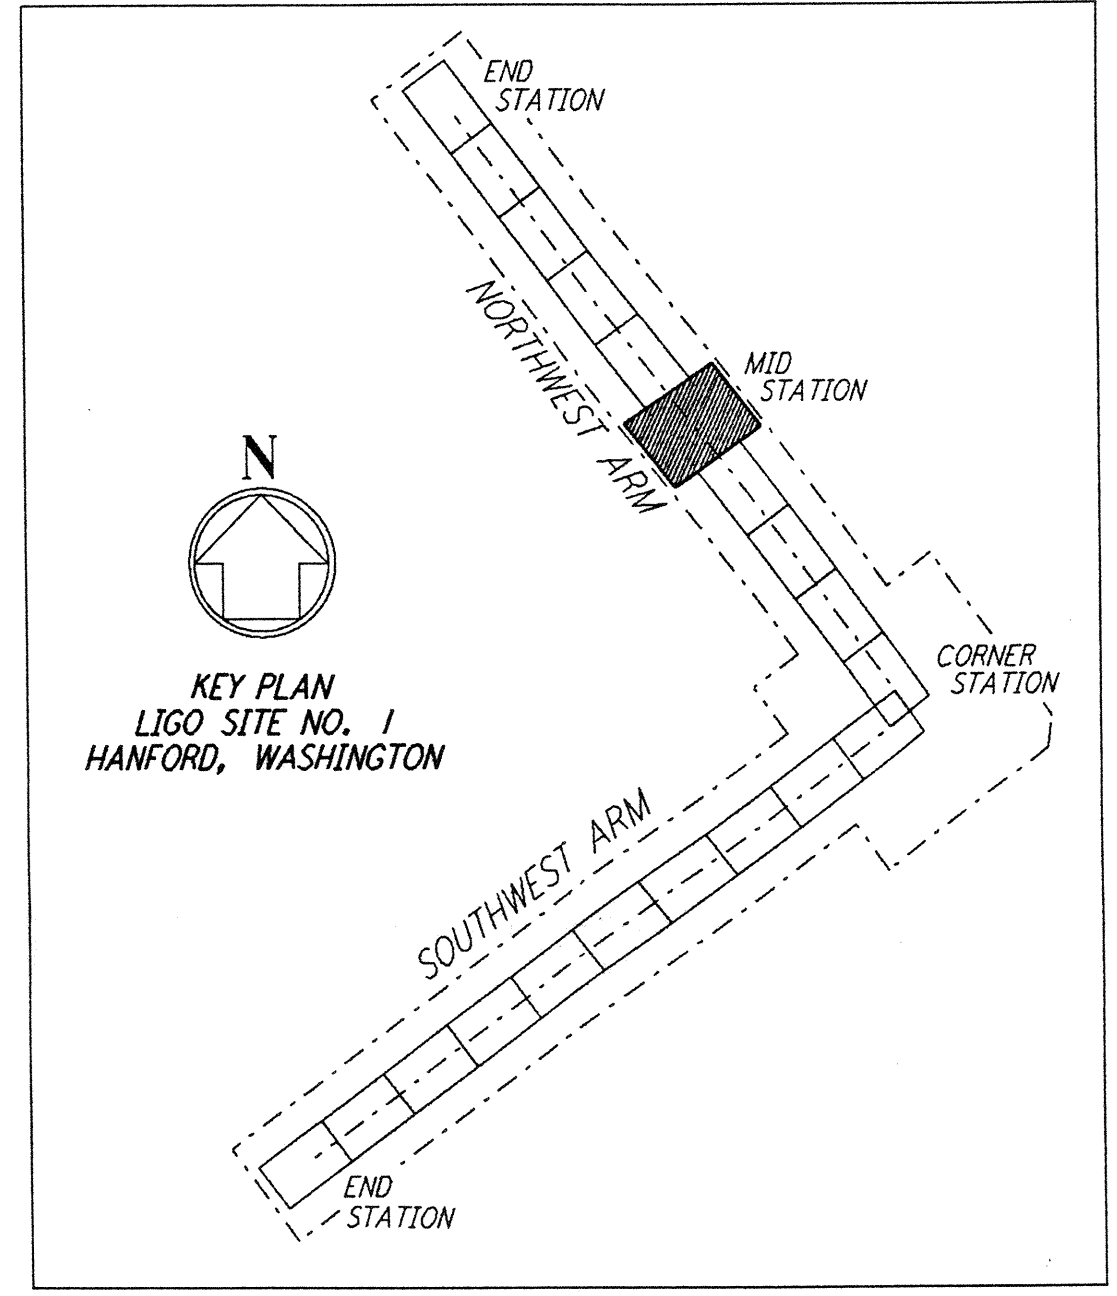 END
STATION
NORTHWEST ARM
MID
STATION
N
KEY PLAN
LIGO SITE NO. 1
HANFORD, WASHINGTON
CORNER
STATION
SOUTHWEST ARM
END
STATION